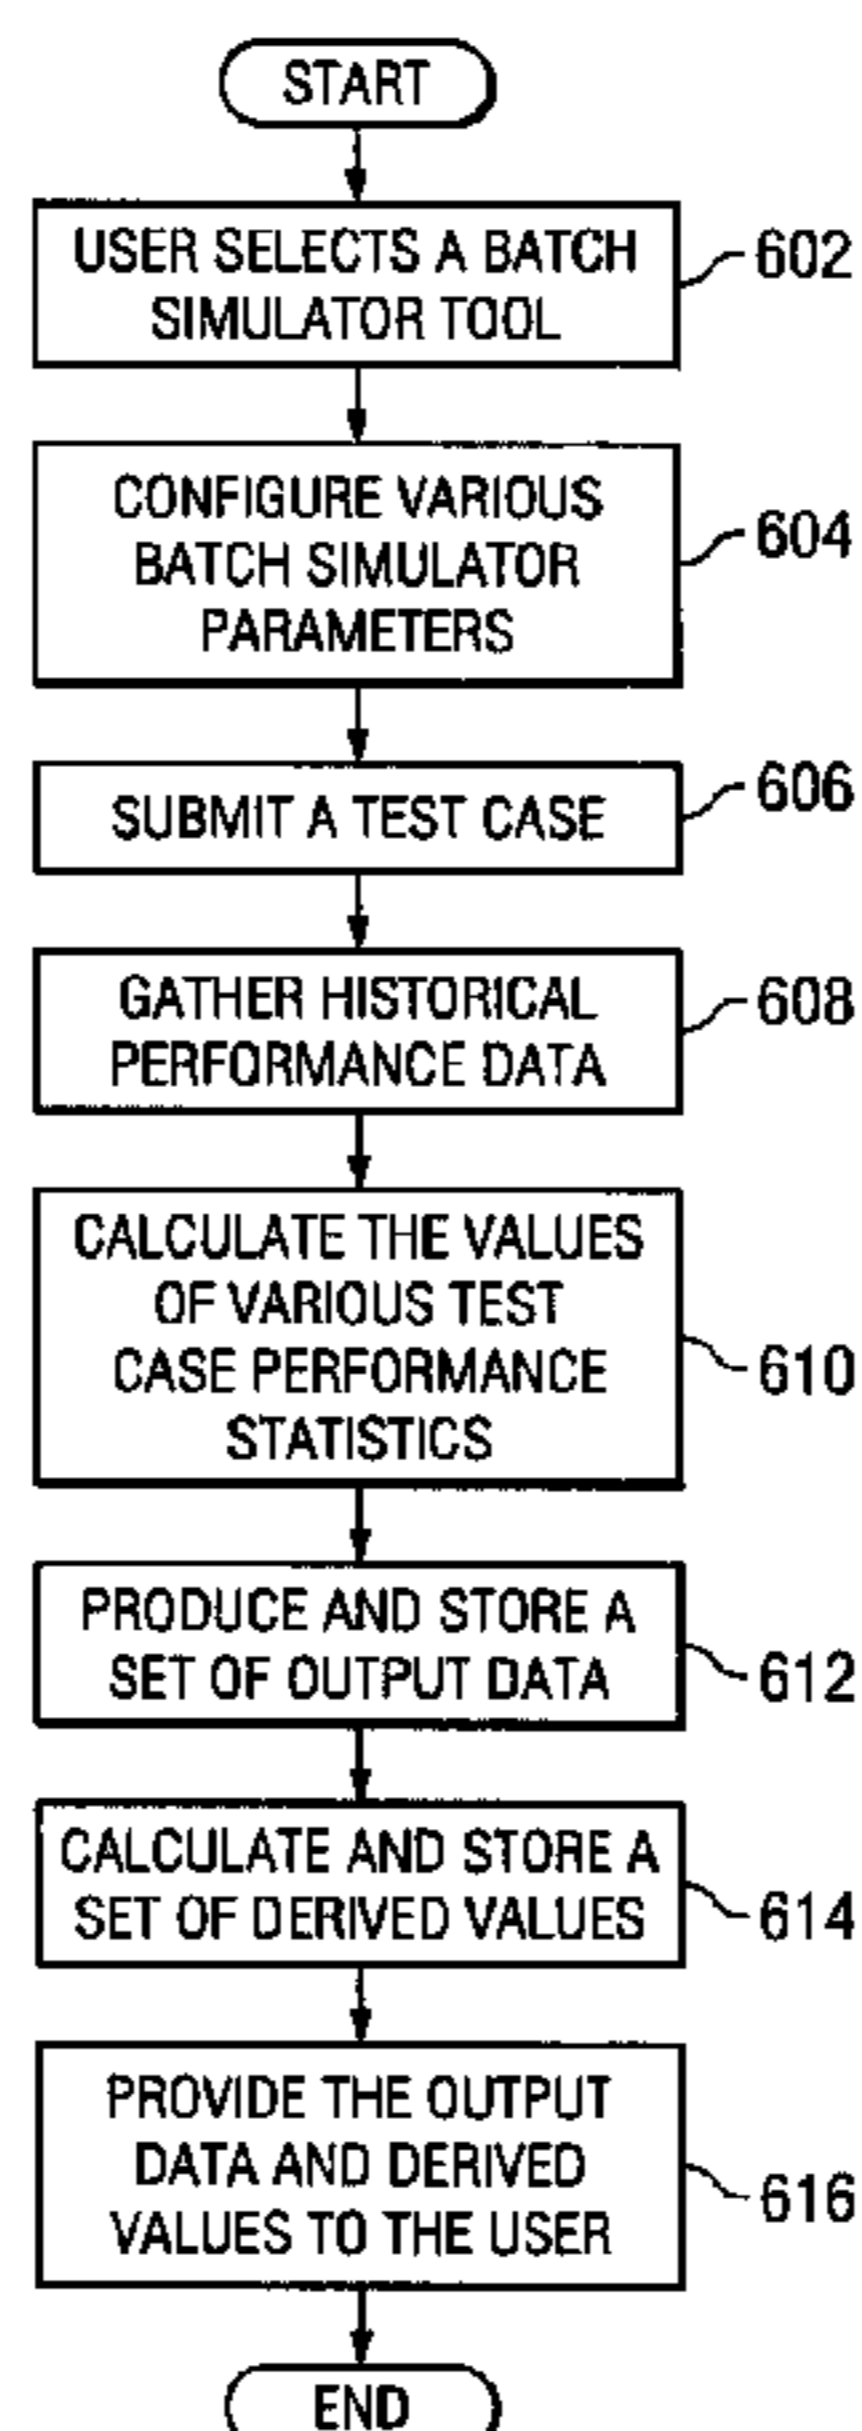 START
USER SELECTS A BATCH
SIMULATOR TOOL
602
CONFIGURE VARIOUS
BATCH SIMULATOR
PARAMETERS
604
SUBMIT A TEST CASE
606
GATHER HISTORICAL
PERFORMANCE DATA
608
CALCULATE THE VALUES
OF VARIOUS TEST
CASE PERFORMANCE
STATISTICS
610
PRODUCE AND STORE A
SET OF OUTPUT DATA
612
CALCULATE AND STORE A
SET OF DERIVED VALUES
614
PROVIDE THE OUTPUT
DATA AND DERIVED
VALUES TO THE USER
616
END